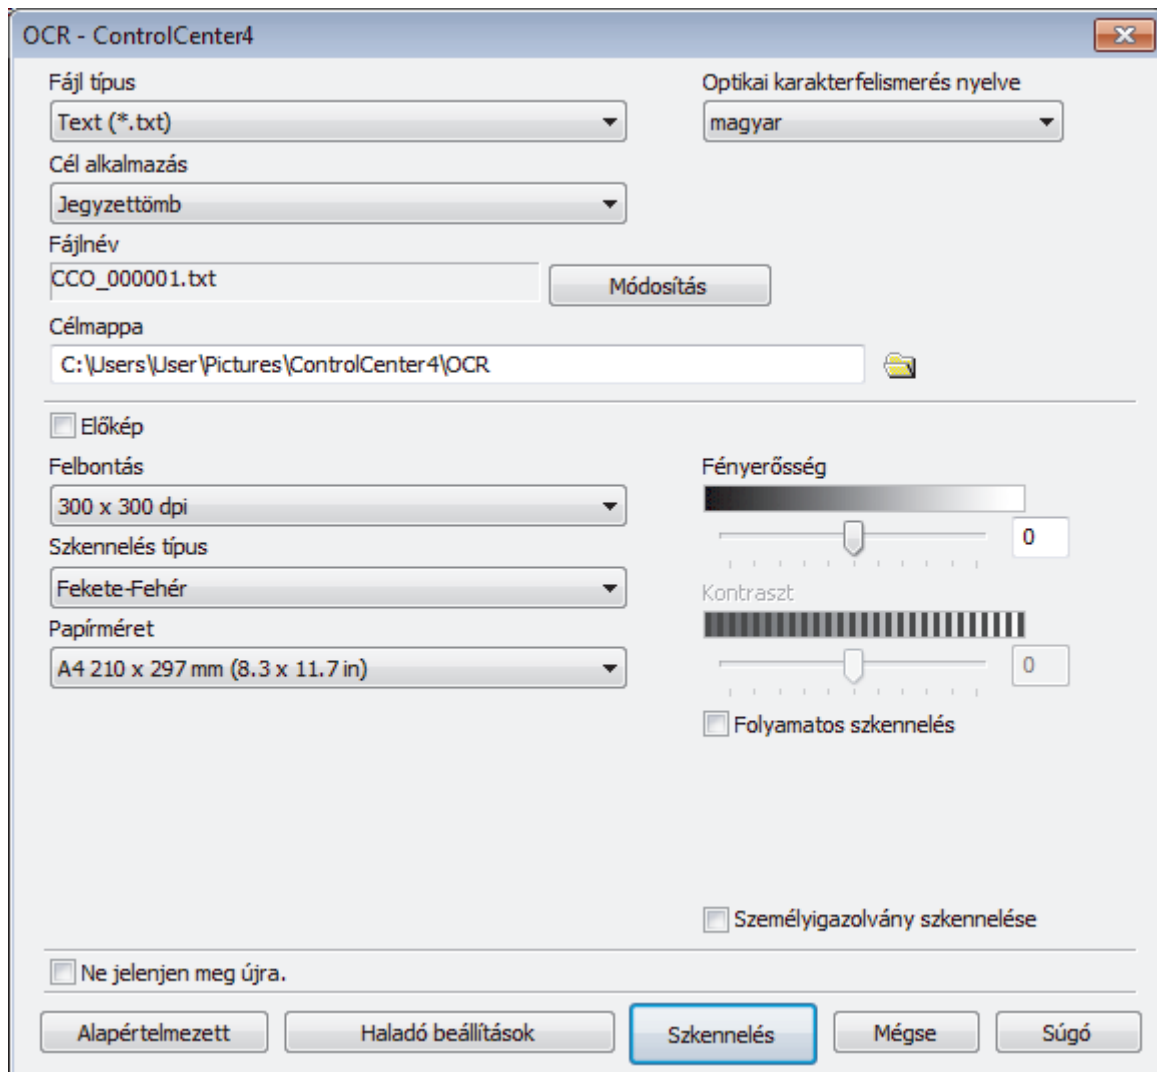 OCR - ControlCenter4
Fájl típus
Text (*.txt)
Optikai karakterfelismerés nyelve
magyar
Cél alkalmazás
Jegyzettömb
Fájlnév
CCO_000001.txt
Módosítás
Célmappa
C:\Users\User\Pictures\ControlCenter4\OCR
Előkép
Felbontás
300 x 300 dpi
Szkennelés típus
Fekete-Fehér
Papírméret
A4 210 x 297 mm (8.3 x 11.7 in)
Fényerősség
0
Kontraszt
0
Folyamatos szkennelés
Személyigazolvány szkennelése
Ne jelenjen meg újra.
Alapértelmezett
Haladó beállítások
Szkennelés
Mégse
Súgó